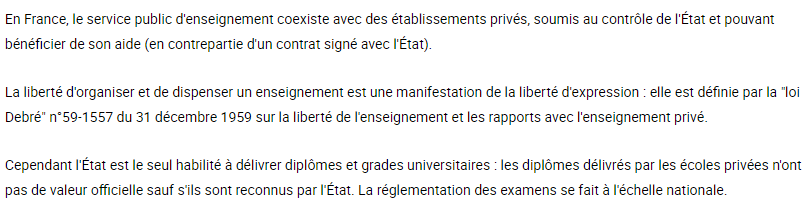 En France, le service public d'enseignement coexiste avec des établissements privés, soumis au contrôle de l'État et pouvant
bénéficier de son aide (en contrepartie d'un contrat signé avec l'État).
La liberté d'organiser et de dispenser un enseignement est une manifestation de la liberté d'expression : elle est définie par la "loi
Debré" n°59-1557 du 31 décembre 1959 sur la liberté de l'enseignement et les rapports avec l'enseignement privé.
Cependant l'État est le seul habilité à délivrer diplômes et grades universitaires : les diplômes délivrés par les écoles privées n'ont
pas de valeur officielle sauf s'ils sont reconnus par l'État. La réglementation des examens se fait à l'échelle nationale.